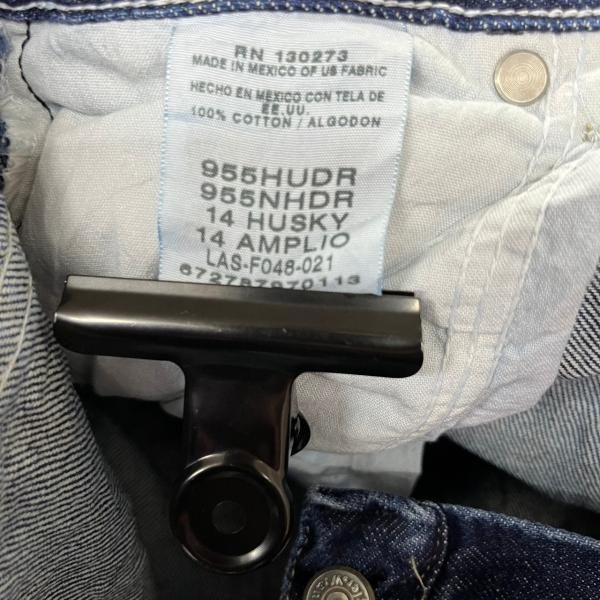 RN 130273
MADE IN MEXICO OF US FABRIC
HECHO EN MEXICO CON TELA DE
EE.UU.
100% COTTON / ALGODON
955HUDR
955NHDR
14 HUSKY
14 AMPLIO
LAS-F048-021